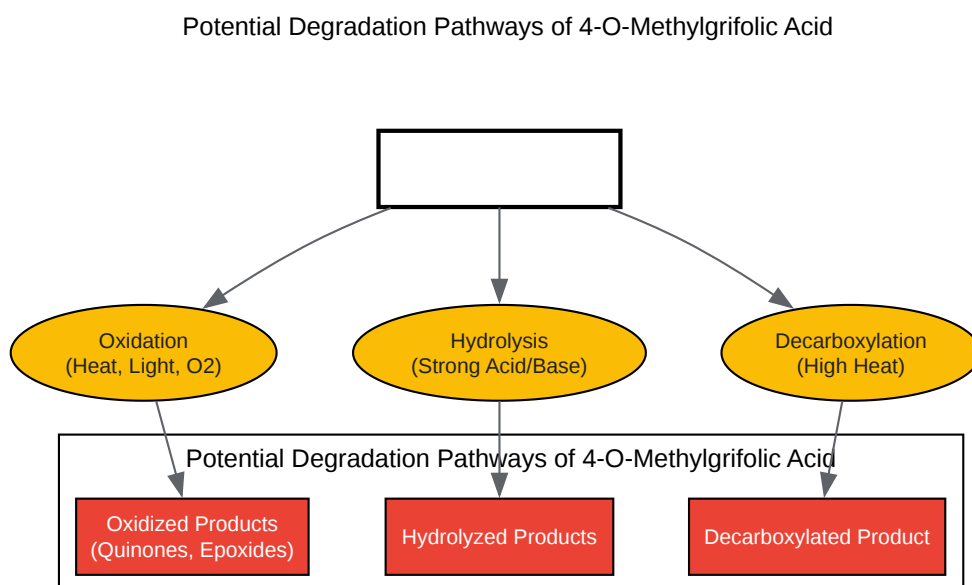 Potential Degradation Pathways of 4-O-Methylgrifolic Acid
Oxidation
(Heat, Light, O2)
Hydrolysis
(Strong Acid/Base)
Decarboxylation
(High Heat)
Potential Degradation Pathways of 4-O-Methylgrifolic Acid
Oxidized Products
(Quinones, Epoxides)
Hydrolyzed Products
Decarboxylated Product